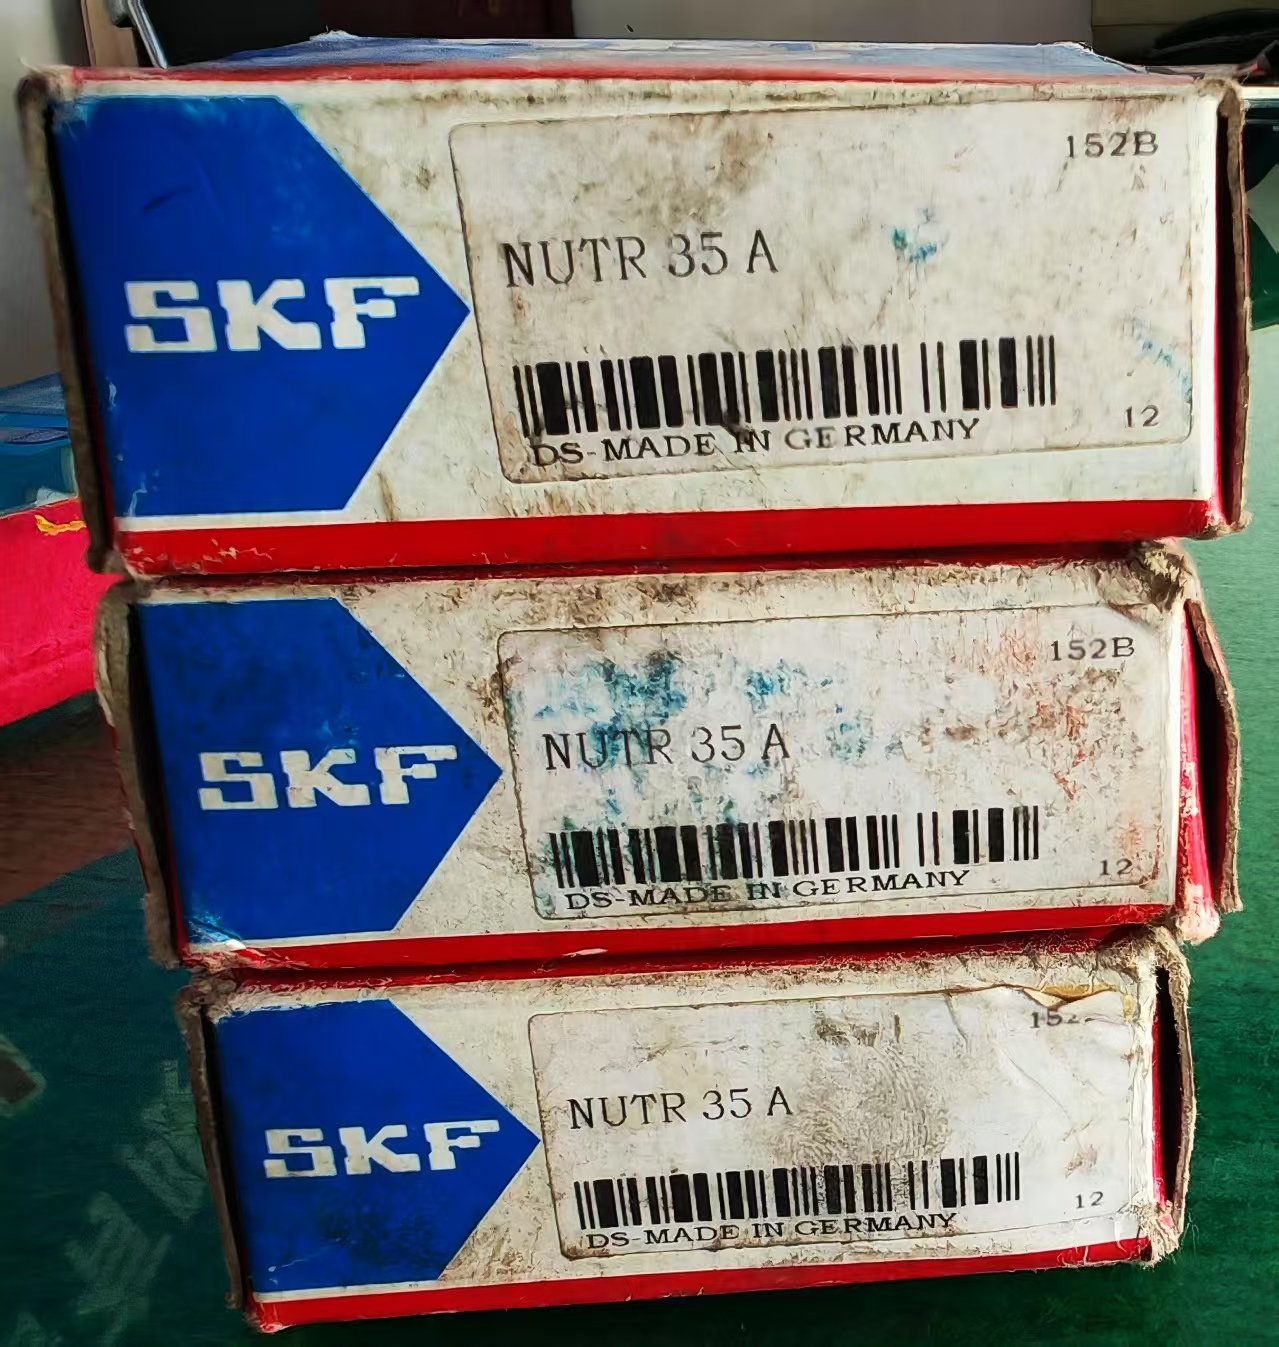 SKF
152B
NUTR 35 A
12
DS-MADE IN GERMANY
SKF
152B
NUTR 35 A
12
DS-MADE IN GERMANY
SKF
NUTR 35 A
12
DS-MADE IN GERMANY